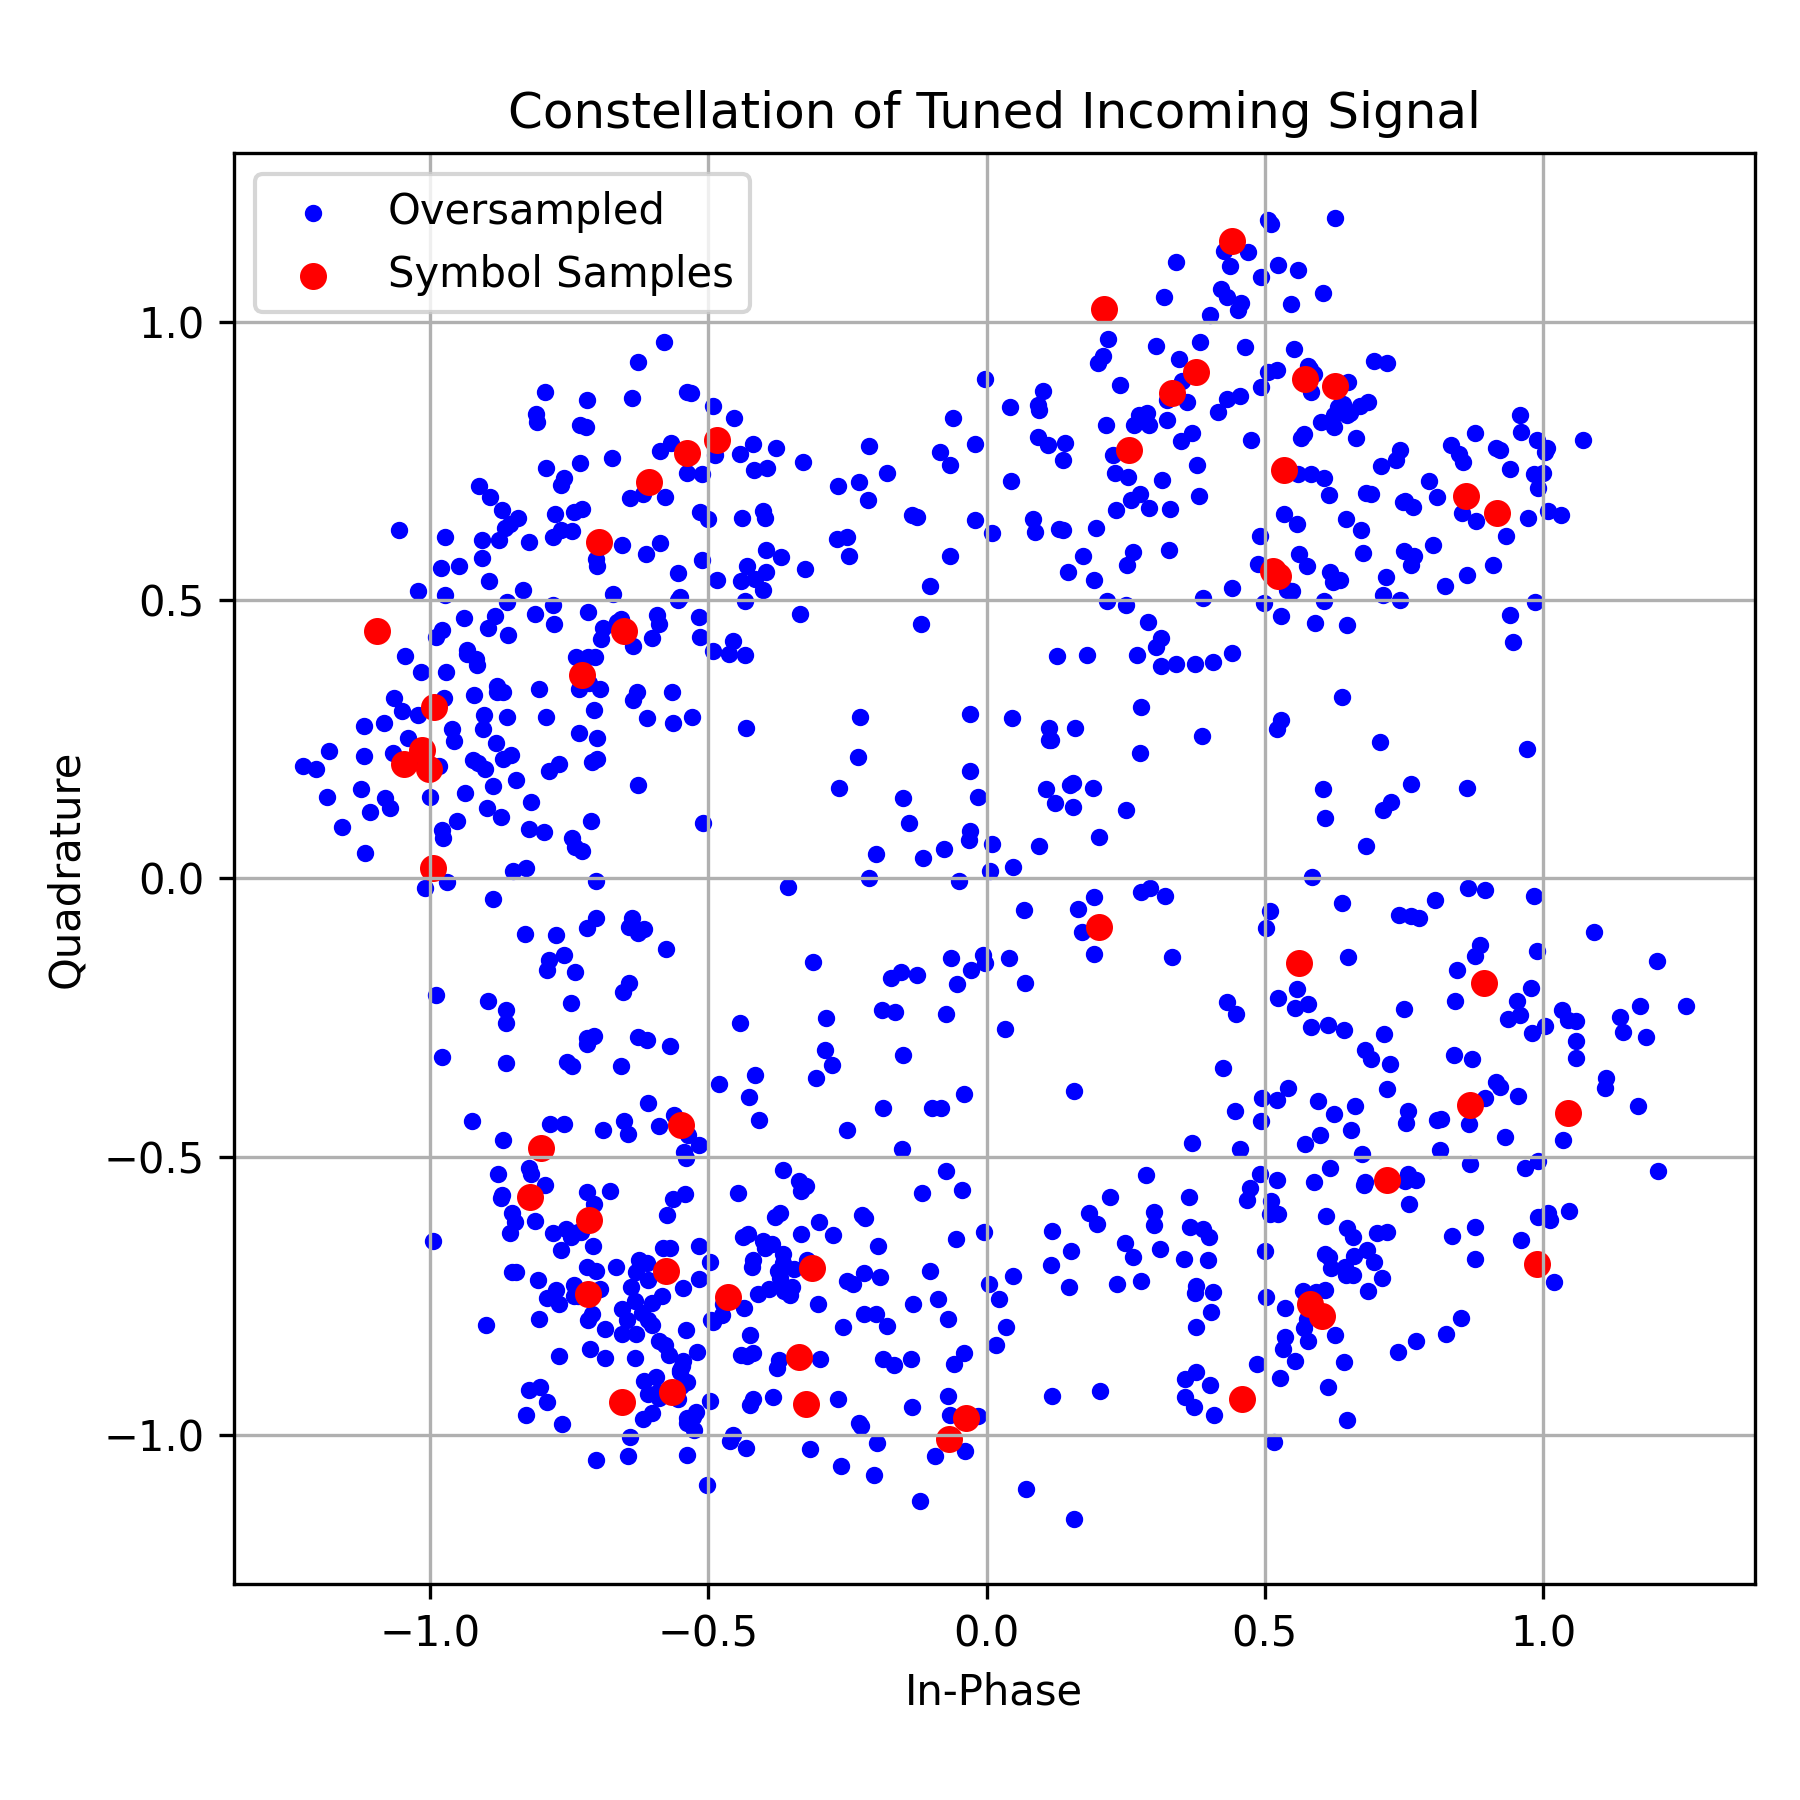 Constellation of Tuned Incoming Signal
Oversampled
Symbol Samples
1.0
0.5
0.0
−0.5
−1.0
Quadrature
−1.0 −0.5 0.0 0.5 1.0
In-Phase